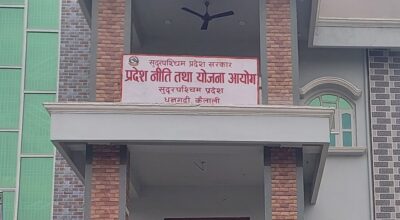 सुदूरपश्चिम प्रदेश सरकार
प्रदेश नीति तथा योजना आयोग
सुदूरपश्चिम प्रदेश
धनगढी, कैलाली